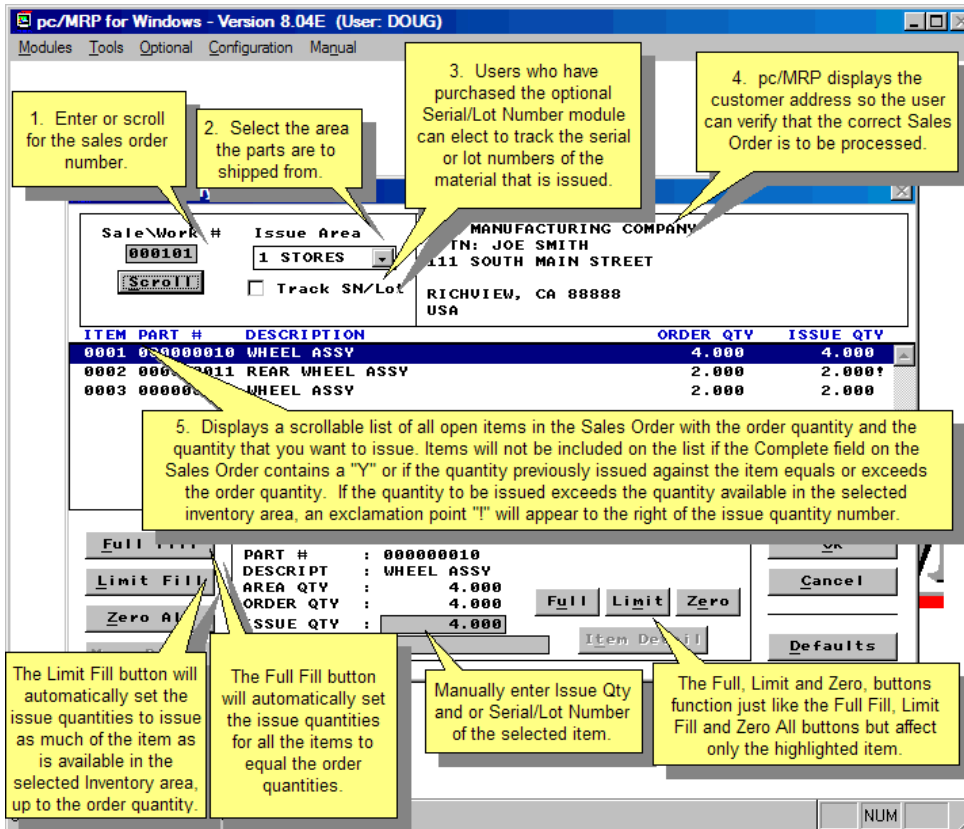 pc/MRP for Windows - Version 8.04E (User: DOUG)
Modules Tools Optional Configuration Manual
1. Enter or scroll
for the sales order
number.
2. Select the area
the parts are to
shipped from.
3. Users who have
purchased the optional
Serial/Lot Number module
can elect to track the serial
or lot numbers of the
material that is issued.
4. pc/MRP displays the
customer address so the user
can verify that the correct Sales
Order is to be processed.
Sale\Work #
000101
Scroll
Issue Area
1 STORES
Track SN/Lot
MANUFACTURING COMPANY
TN: JOE SMITH
111 SOUTH MAIN STREET
RICHVIEW, CA 88888
USA
ITEM PART # DESCRIPTION ORDER QTY ISSUE QTY
0001 000000010 WHEEL ASSY 4.000 4.000
0002 011 REAR WHEEL ASSY 2.000 2.000!
0003 WHEEL ASSY 2.000 2.000
5. Displays a scrollable list of all open items in the Sales Order with the order quantity and the
quantity that you want to issue. Items will not be included on the list if the Complete field on the
Sales Order contains a "Y" or if the quantity previously issued against the item equals or exceeds
the order quantity. If the quantity to be issued exceeds the quantity available in the selected
inventory area, an exclamation point "!" will appear to the right of the issue quantity number.
Full Fill
Limit Fill
Zero Al
PART # : 000000010
DESCRIPT : WHEEL ASSY
AREA QTY : 4.000
ORDER QTY : 4.000
ISSUE QTY : 4.000
Full Limit Zero
Item Detail
OK
Cancel
Defaults
The Limit Fill button will
automatically set the
issue quantities to issue
as much of the item as
is available in the
selected Inventory area,
up to the order quantity.
The Full Fill button
will automatically set
the issue quantities
for all the items to
equal the order
quantities.
Manually enter Issue Qty
and or Serial/Lot Number
of the selected item.
The Full, Limit and Zero, buttons
function just like the Full Fill, Limit
Fill and Zero All buttons but affect
only the highlighted item.
NUM